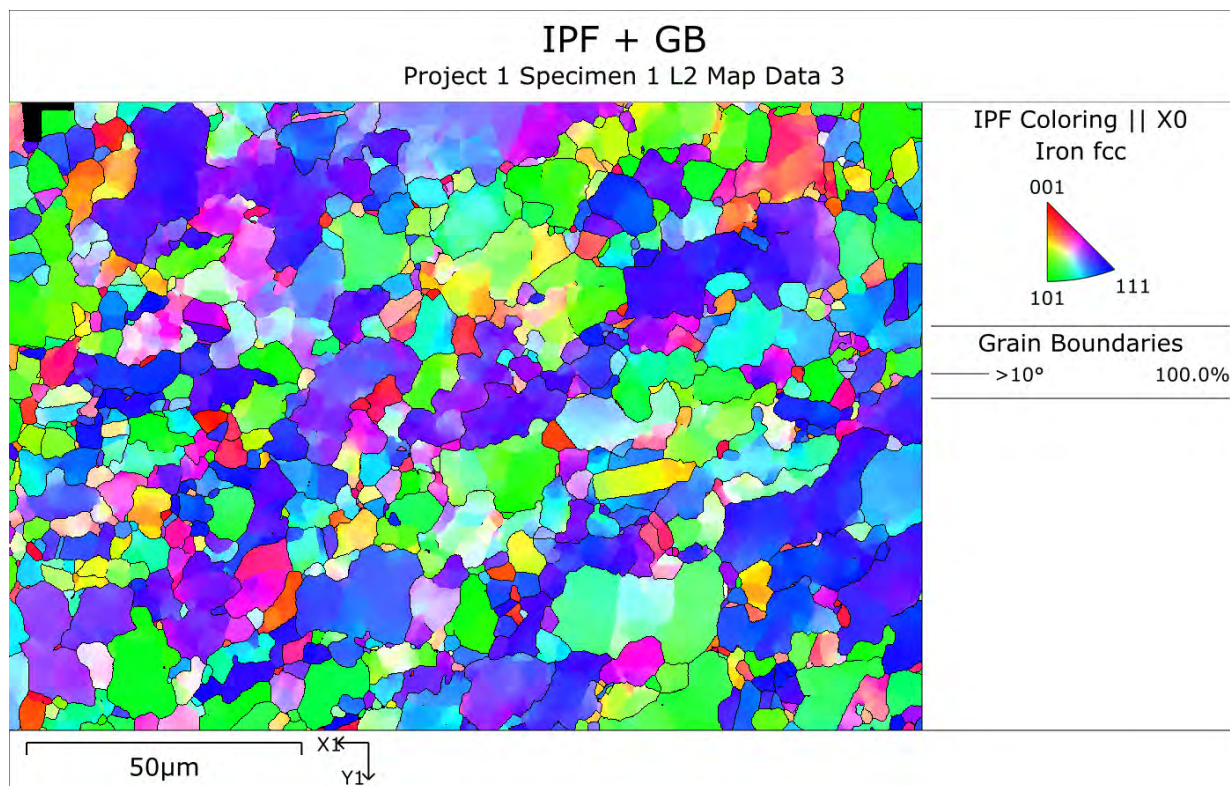 IPF + GB
Project 1 Specimen 1 L2 Map Data 3
IPF Coloring || X0
Iron fcc
001
101
111
Grain Boundaries
>10° 100.0%
50µm
X1
Y1